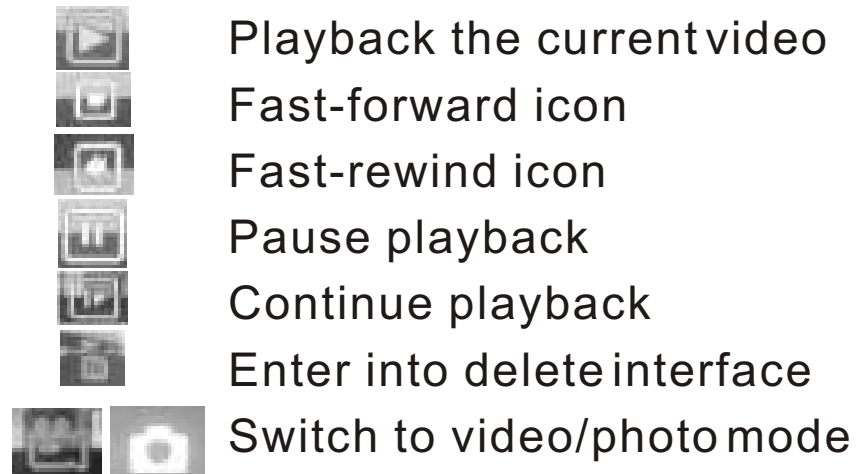 Playback the current video
Fast-forward icon
Fast-rewind icon
Pause playback
Continue playback
Enter into delete interface
Switch to video/photo mode